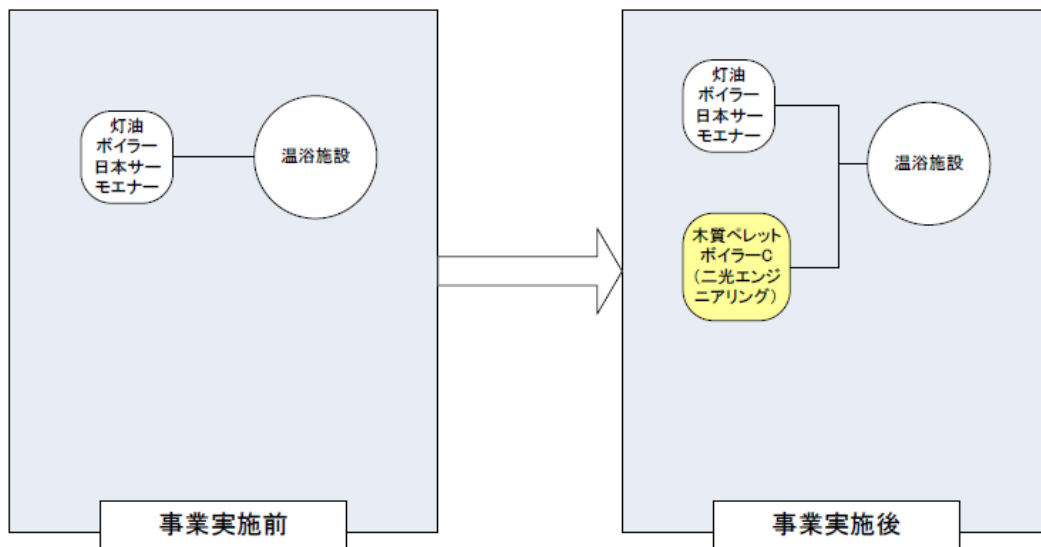 灯油
ボイラー
日本サー
モエナー
温浴施設
事業実施前
灯油
ボイラー
日本サー
モエナー
温浴施設
木質ペレット
ボイラーC
（二光エンジ
ニアリング）
事業実施後